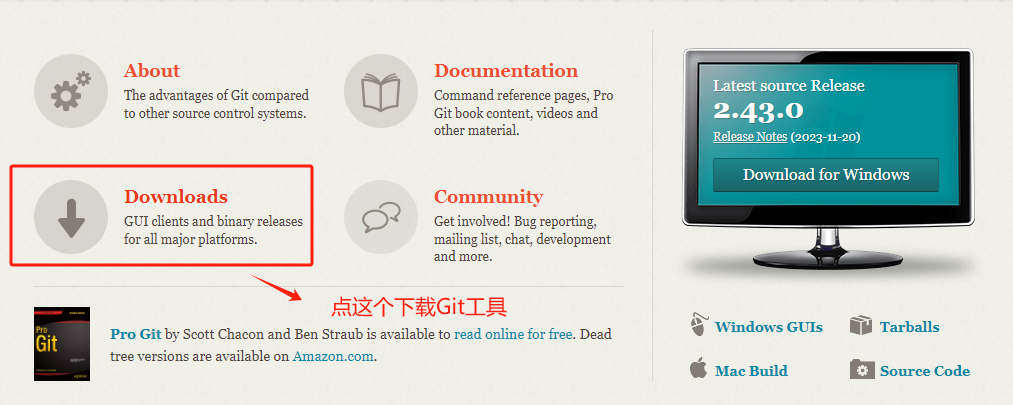 About
The advantages of Git compared
to other source control systems.
Documentation
Command reference pages, Pro
Git book content, videos and
other material.
Downloads
GUI clients and binary releases
for all major platforms.
Community
Get involved! Bug reporting,
mailing list, chat, development
and more.
点这个下载Git工具
Pro
Git
Pro Git by Scott Chacon and Ben Straub is available to read online for free. Dead
tree versions are available on Amazon.com.
Latest source Release
2.43.0
Release Notes (2023-11-20)
Download for Windows
Windows GUIs
Tarballs
Mac Build
Source Code